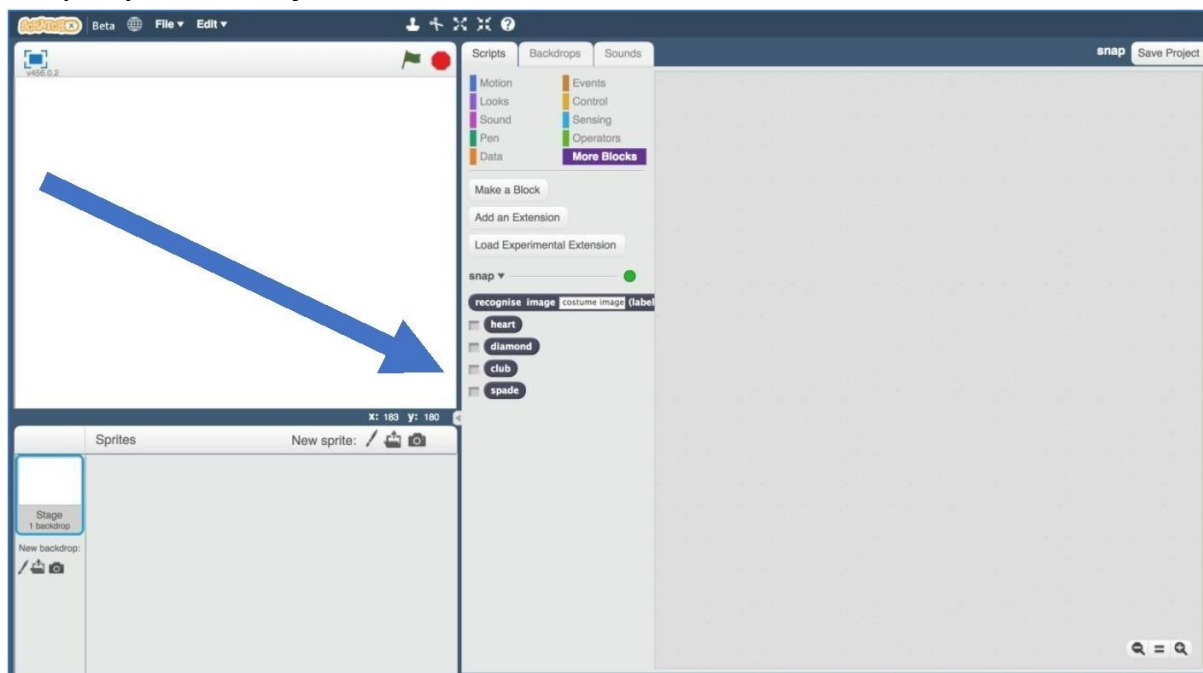 SCRATCHX Beta File Edit
v456.0.2
Scripts Backdrops Sounds
snap Save Project
Motion Events
Looks Control
Sound Sensing
Pen Operators
Data More Blocks
Make a Block
Add an Extension
Load Experimental Extension
snap
recognise image costume image (label
heart
diamond
club
spade
X: 183 Y: 180
Sprites New sprite:
Stage
1 backdrop
New backdrop: